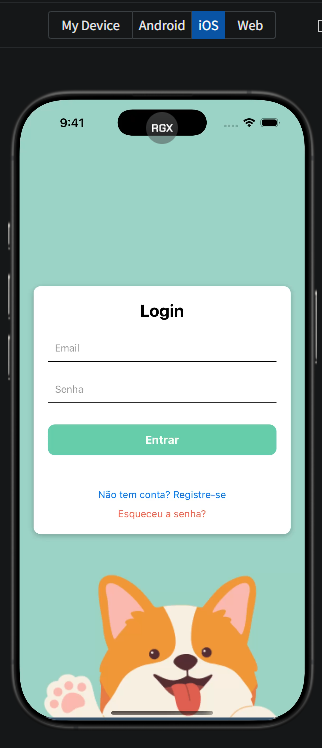 My Device Android iOS Web
9:41 RGX
Login
Email
Senha
Entrar
Não tem conta? Registre-se
Esqueceu a senha?